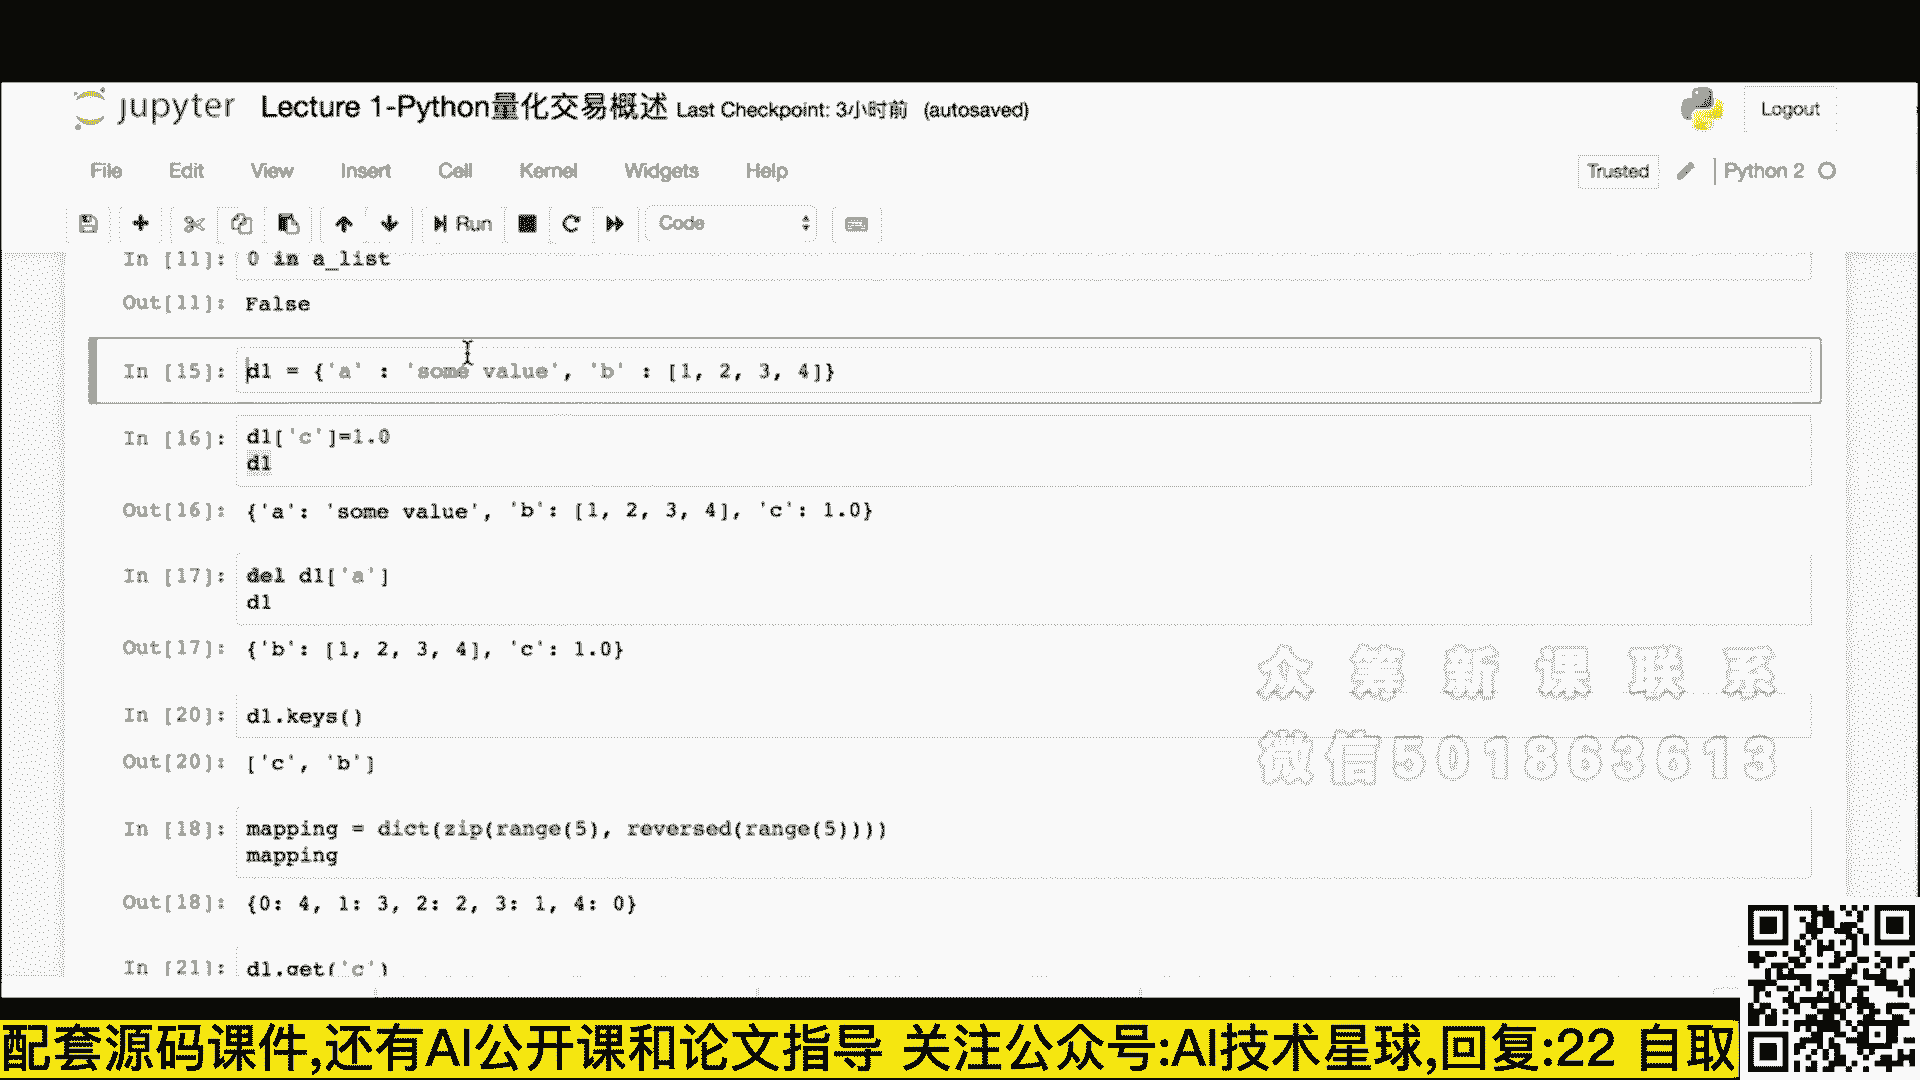 jupyter Lecture 1-Python量化交易概述 Last Checkpoint: 3小时前 (autosaved)
Logout
File Edit View Insert Cell Kernel Widgets Help
Trusted Python 2
Run Code
In [11]: 0 in a_list
Out[11]: False
In [15]: d1 = {'a' : 'some value', 'b' : [1, 2, 3, 4]}
In [16]: d1['c']=1.0
d1
Out[16]: {'a': 'some value', 'b': [1, 2, 3, 4], 'c': 1.0}
In [17]: del d1['a']
d1
Out[17]: {'b': [1, 2, 3, 4], 'c': 1.0}
In [20]: d1.keys()
Out[20]: ['c', 'b']
In [18]: mapping = dict(zip(range(5), reversed(range(5))))
mapping
Out[18]: {0: 4, 1: 3, 2: 2, 3: 1, 4: 0}
In [21]: d1.get('c')
众筹新课联系
微信501863613
配套源码课件,还有AI公开课和论文指导 关注公众号:AI技术星球,回复:22 自取